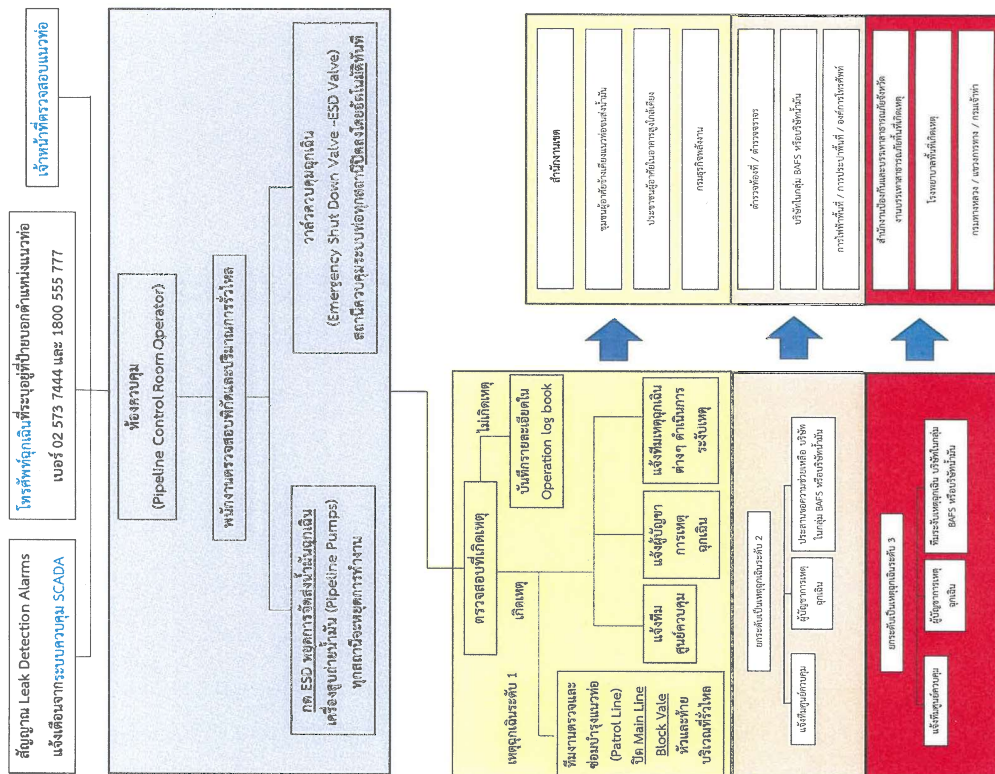 สัญญาณ Leak Detection Alarms
แจ้งเตือนจากระบบควบคุม SCADA
โทรศัพท์ฉุกเฉินที่ระบุอยู่ที่ป้ายบอกตำแหน่งแนวท่อ
เบอร์ 02 573 7444 และ 1800 555 777
เจ้าหน้าที่ตรวจสอบแนวท่อ
ห้องควบคุม
(Pipeline Control Room Operator)
พนักงานตรวจสอบพิกัดและปริมาณการรั่วไหล
กด ESD หยุดการจัดส่งน้ำมันฉุกเฉิน
เครื่องสูบถ่ายน้ำมัน (Pipeline Pumps)
ทุกสถานีจะหยุดการทำงาน
วาล์วควบคุมฉุกเฉิน
(Emergency Shut Down Valve –ESD Valve)
สถานีควบคุมระบบท่อทุกสถานีปิดลงโดยอัตโนมัติทันที
ตรวจสอบที่เกิดเหตุ
ไม่เกิดเหตุ
บันทึกรายละเอียดใน
Operation log book
เกิดเหตุ
เหตุฉุกเฉินระดับ 1
ทีมงานตรวจและ
ซ่อมบำรุงแนวท่อ
(Patrol Line)
ปิด Main Line
Block Vale
หัวและท้าย
บริเวณที่รั่วไหล
แจ้งทีม
ศูนย์ควบคุม
แจ้งผู้บัญชา
การเหตุ
ฉุกเฉิน
แจ้งทีมเหตุฉุกเฉิน
ต่างๆ ดำเนินการ
ระงับเหตุ
ยกระดับเป็นเหตุฉุกเฉินระดับ 2
แจ้งทีมศูนย์ควบคุม
ผู้บัญชาการเหตุ
ฉุกเฉิน
ประสานขอความช่วยเหลือ บริษัท
ในกลุ่ม BAFS หรือบริษัทน้ำมัน
ยกระดับเป็นเหตุฉุกเฉินระดับ 3
แจ้งทีมศูนย์ควบคุม
ผู้บัญชาการเหตุ
ฉุกเฉิน
ทีมระงับเหตุฉุกเฉิน บริษัทในกลุ่ม
BAFS หรือบริษัทน้ำมัน
สำนักงานเขต
ชุมชนผู้อาศัยข้างเคียงแนวท่อขนส่งน้ำมัน
ประชาชนผู้อาศัยในอาคารสูงใกล้เคียง
กรมธุรกิจพลังงาน
ตำรวจท้องที่ / ตำรวจจราจร
บริษัทในกลุ่ม BAFS หรือบริษัทน้ำมัน
การไฟฟ้าพื้นที่ / การประปาพื้นที่ / องค์การโทรศัพท์
สำนักงานป้องกันและบรรเทาสาธารณภัยจังหวัด
งานบรรเทาสาธารณภัยพื้นที่เกิดเหตุ
โรงพยาบาลพื้นที่เกิดเหตุ
กรมทางหลวง / แขวงการทาง / กรมเจ้าท่า